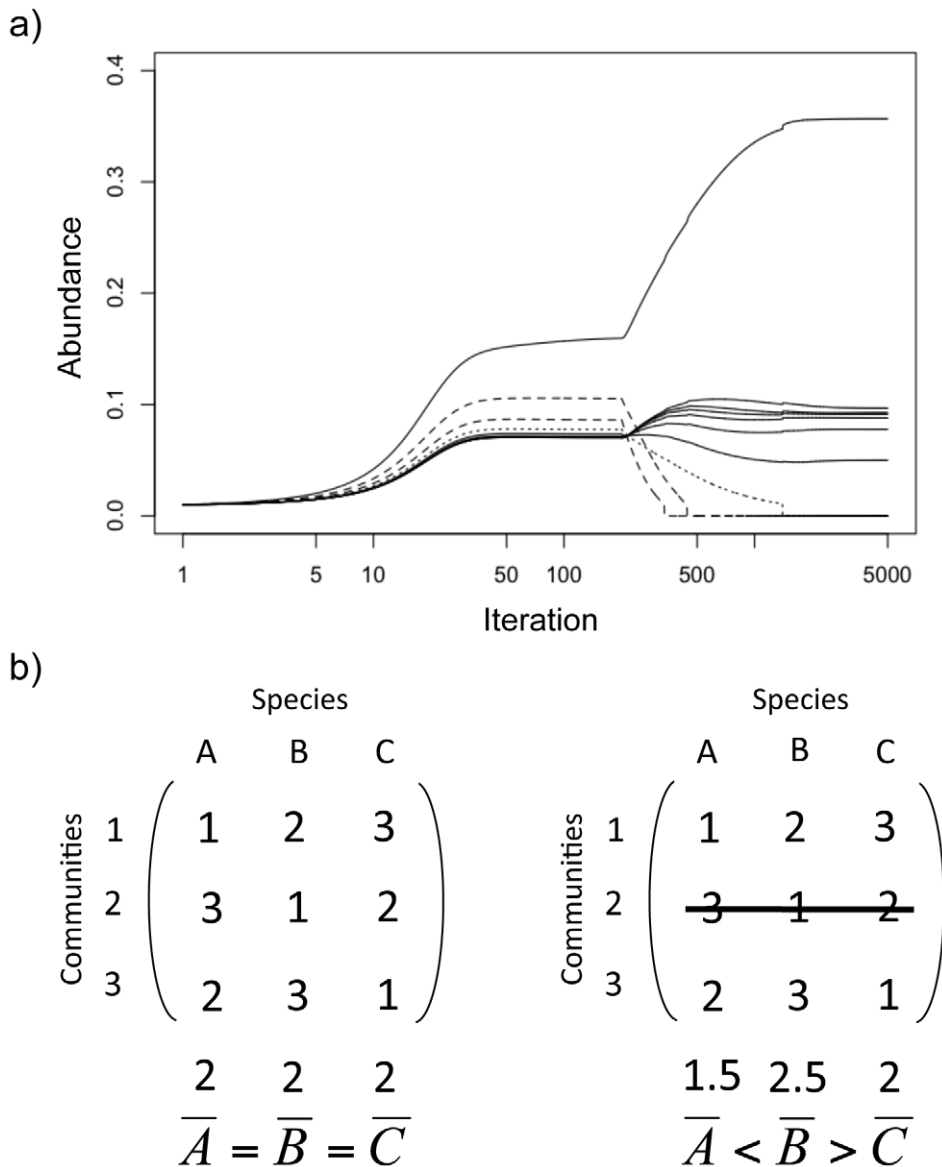 a)
0.4
0.3
0.2
0.1
0.0
Abundance
1 5 10 50 100 500 5000
Iteration
b)
Species
A B C
Communities
1 1 2 3
2 3 1 2
3 2 3 1
2 2 2
A = B = C
Species
A B C
Communities
1 1 2 3
2 3 1 2
3 2 3 1
1.5 2.5 2
A < B > C